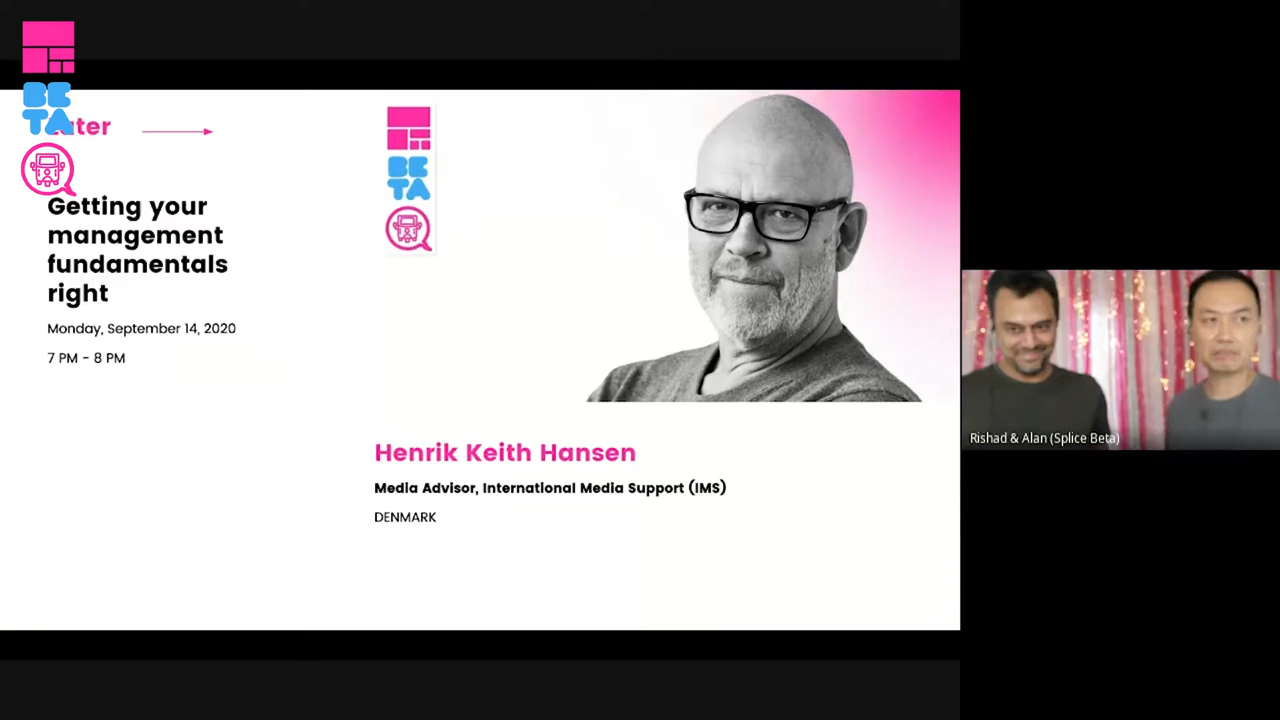 BE
TA
Later
Getting your
management
fundamentals
right
Monday, September 14, 2020
7 PM - 8 PM
BE
TA
Henrik Keith Hansen
Media Advisor, International Media Support (IMS)
DENMARK
Rishad & Alan (Splice Beta)